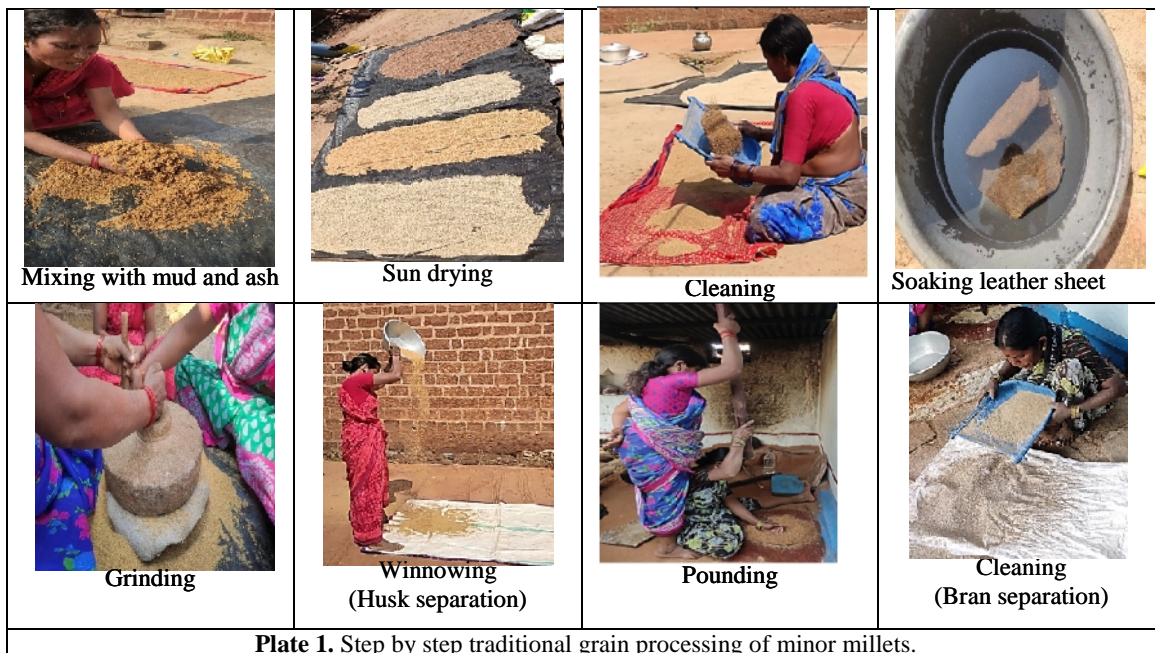 Mixing with mud and ash
Sun drying
Cleaning
Soaking leather sheet
Grinding
Winnowing
(Husk separation)
Pounding
Cleaning
(Bran separation)
Plate 1. Step by step traditional grain processing of minor millets.